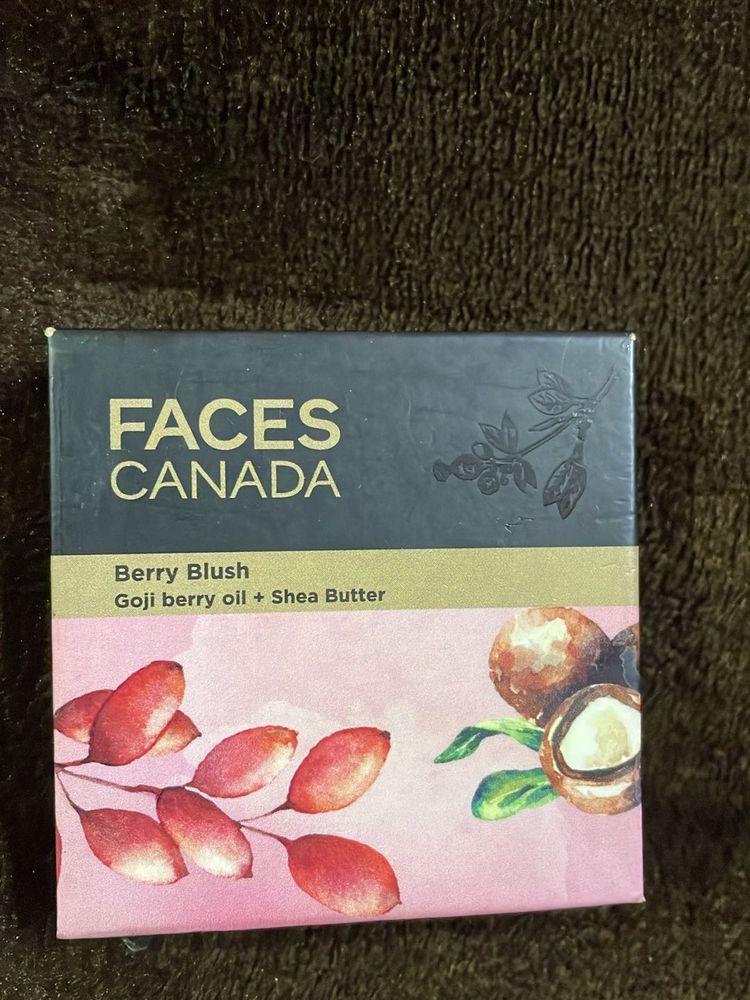 FACES
CANADA
Berry Blush
Goji berry oil + Shea Butter